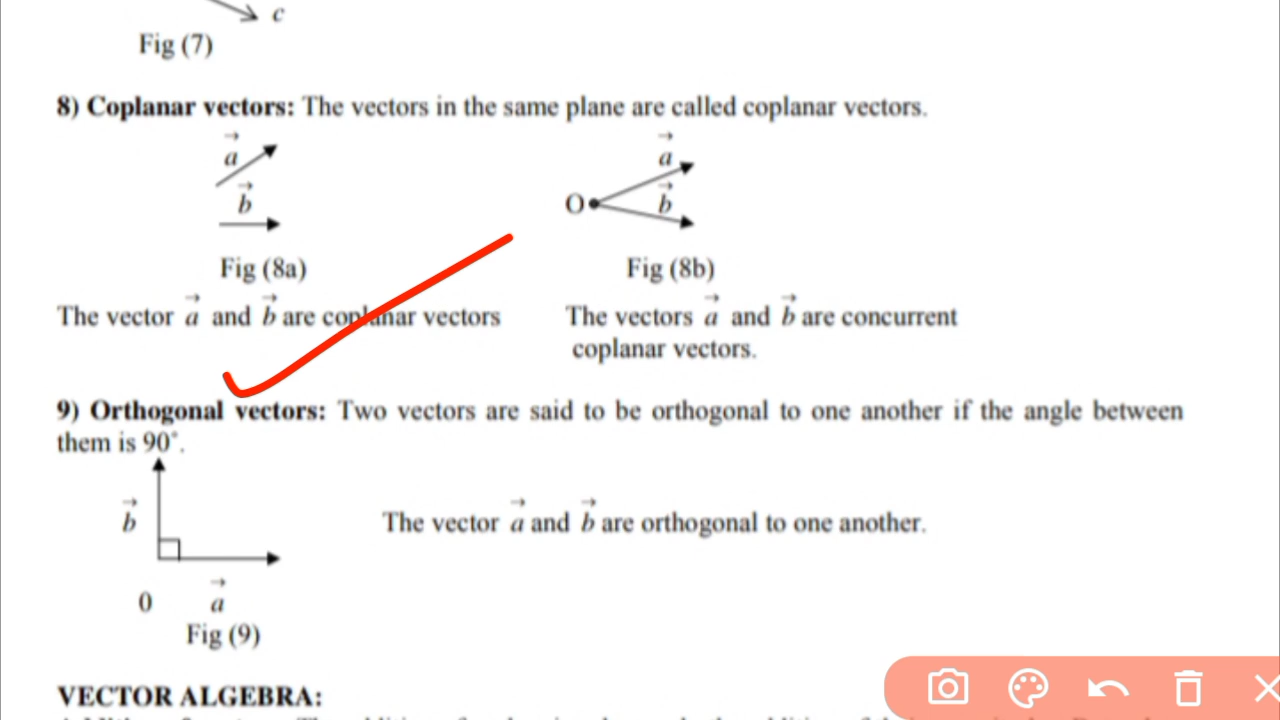 c
Fig (7)
8) Coplanar vectors: The vectors in the same plane are called coplanar vectors.
a a
b O b
Fig (8a) Fig (8b)
The vector a and b are coplanar vectors The vectors a and b are concurrent
coplanar vectors.
9) Orthogonal vectors: Two vectors are said to be orthogonal to one another if the angle between
them is 90°.
b The vector a and b are orthogonal to one another.
0 a
Fig (9)
VECTOR ALGEBRA: